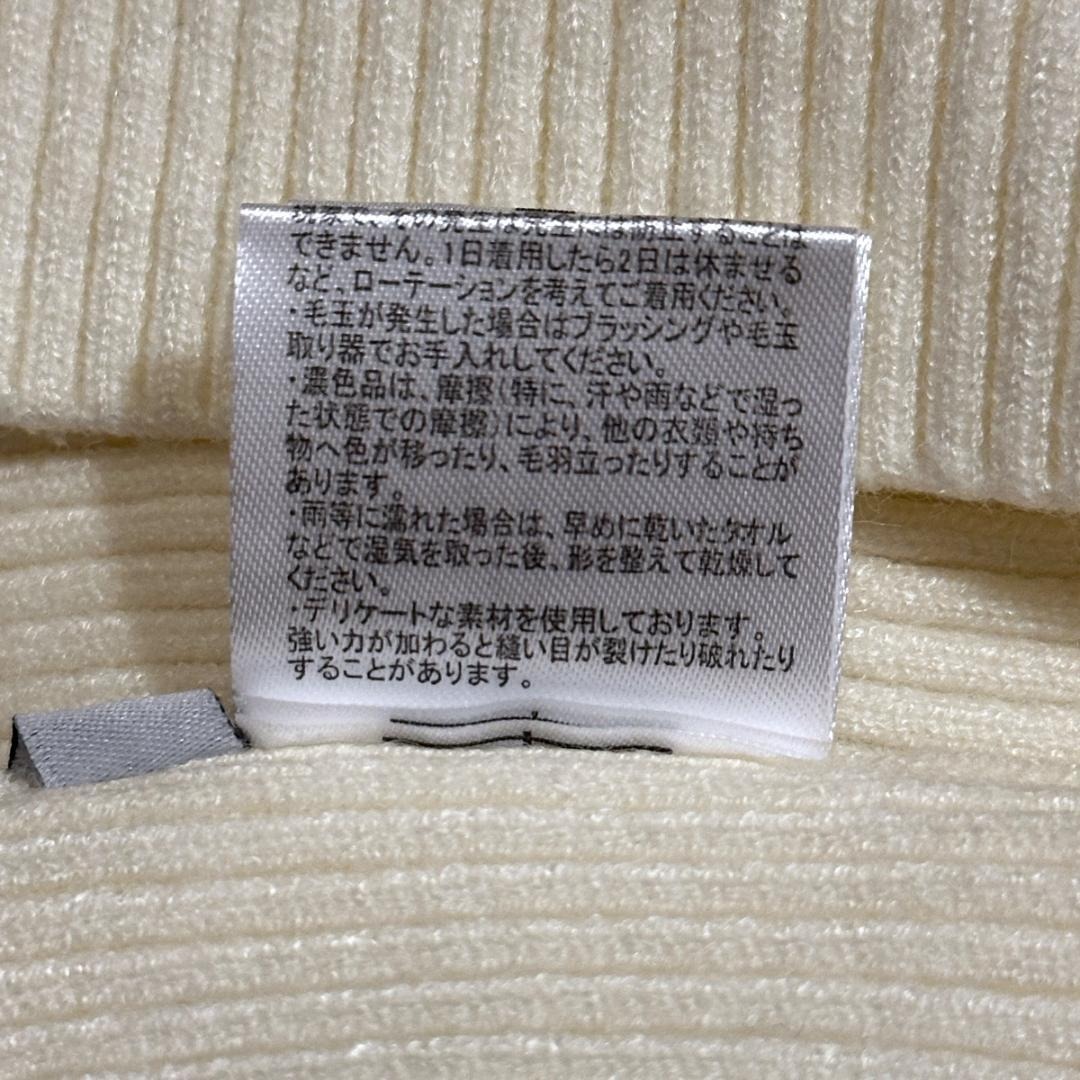 することは
できません。1日着用したら2日は休ませる
など、ローテーションを考えてご着用ください。
・毛玉が発生した場合はブラッシングや毛玉
取り器でお手入れしてください。
・濃色品は、摩擦(特に、汗や雨などで湿っ
た状態での摩擦)により、他の衣類や持ち
物へ色が移ったり、毛羽立ったりすることが
あります。
・雨等に濡れた場合は、早めに乾いたタオル
などで湿気を取った後、形を整えて乾燥して
ください。
・デリケートな素材を使用しております。
強い力が加わると縫い目が裂けたり破れたり
することがあります。